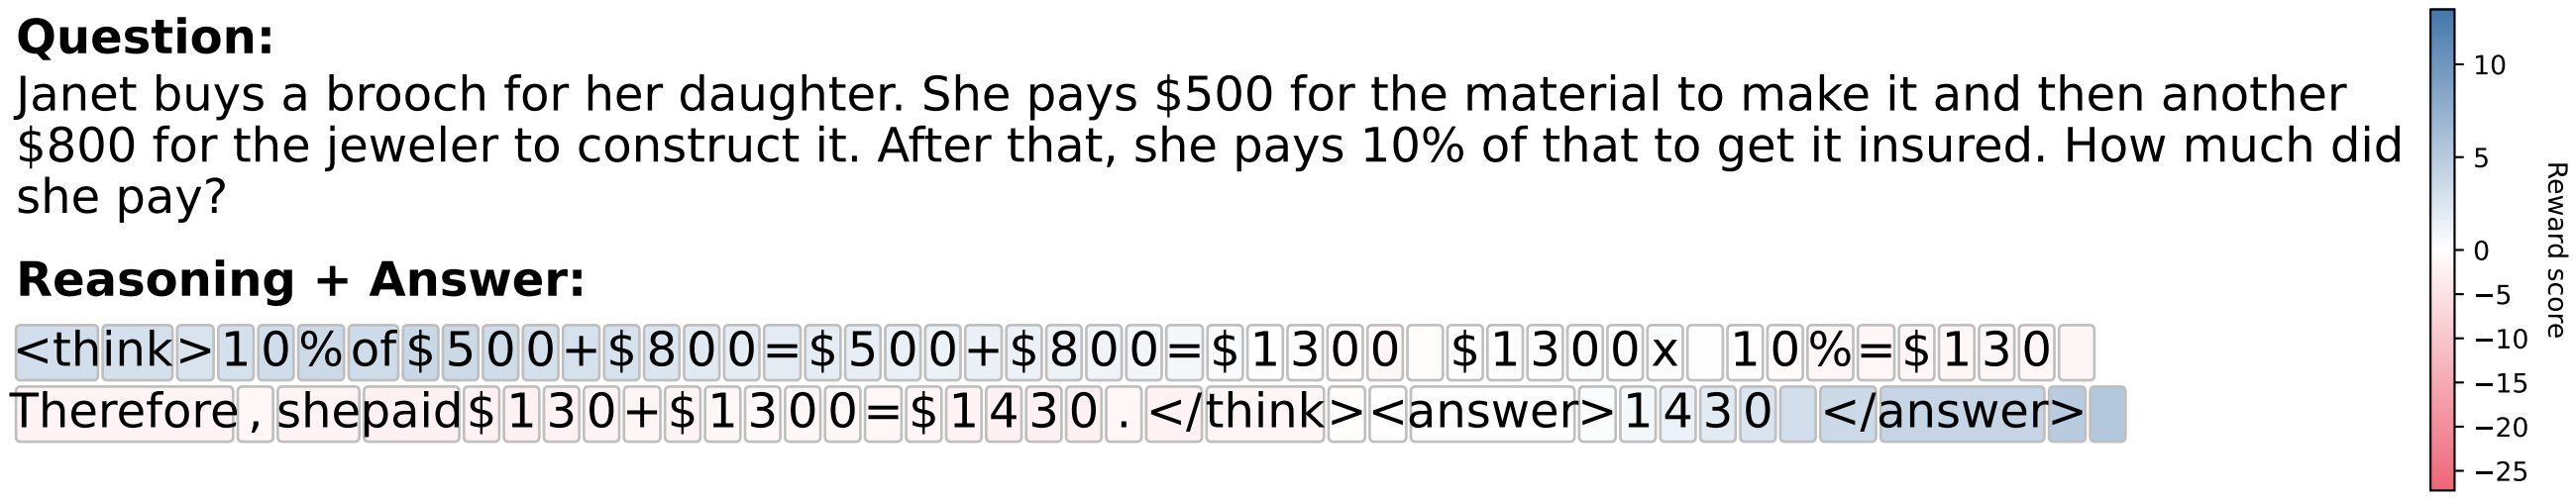 Question:
Janet buys a brooch for her daughter. She pays $500 for the material to make it and then another
$800 for the jeweler to construct it. After that, she pays 10% of that to get it insured. How much did
she pay?
Reasoning + Answer:
<think>10%of$500+$800=$500+$800=$1300 $1300x 10%=$130
Therefore,shepaid$130+$1300=$1430.</think><answer>1430 </answer>
10
5
0
−5
−10
−15
−20
−25
Reward score